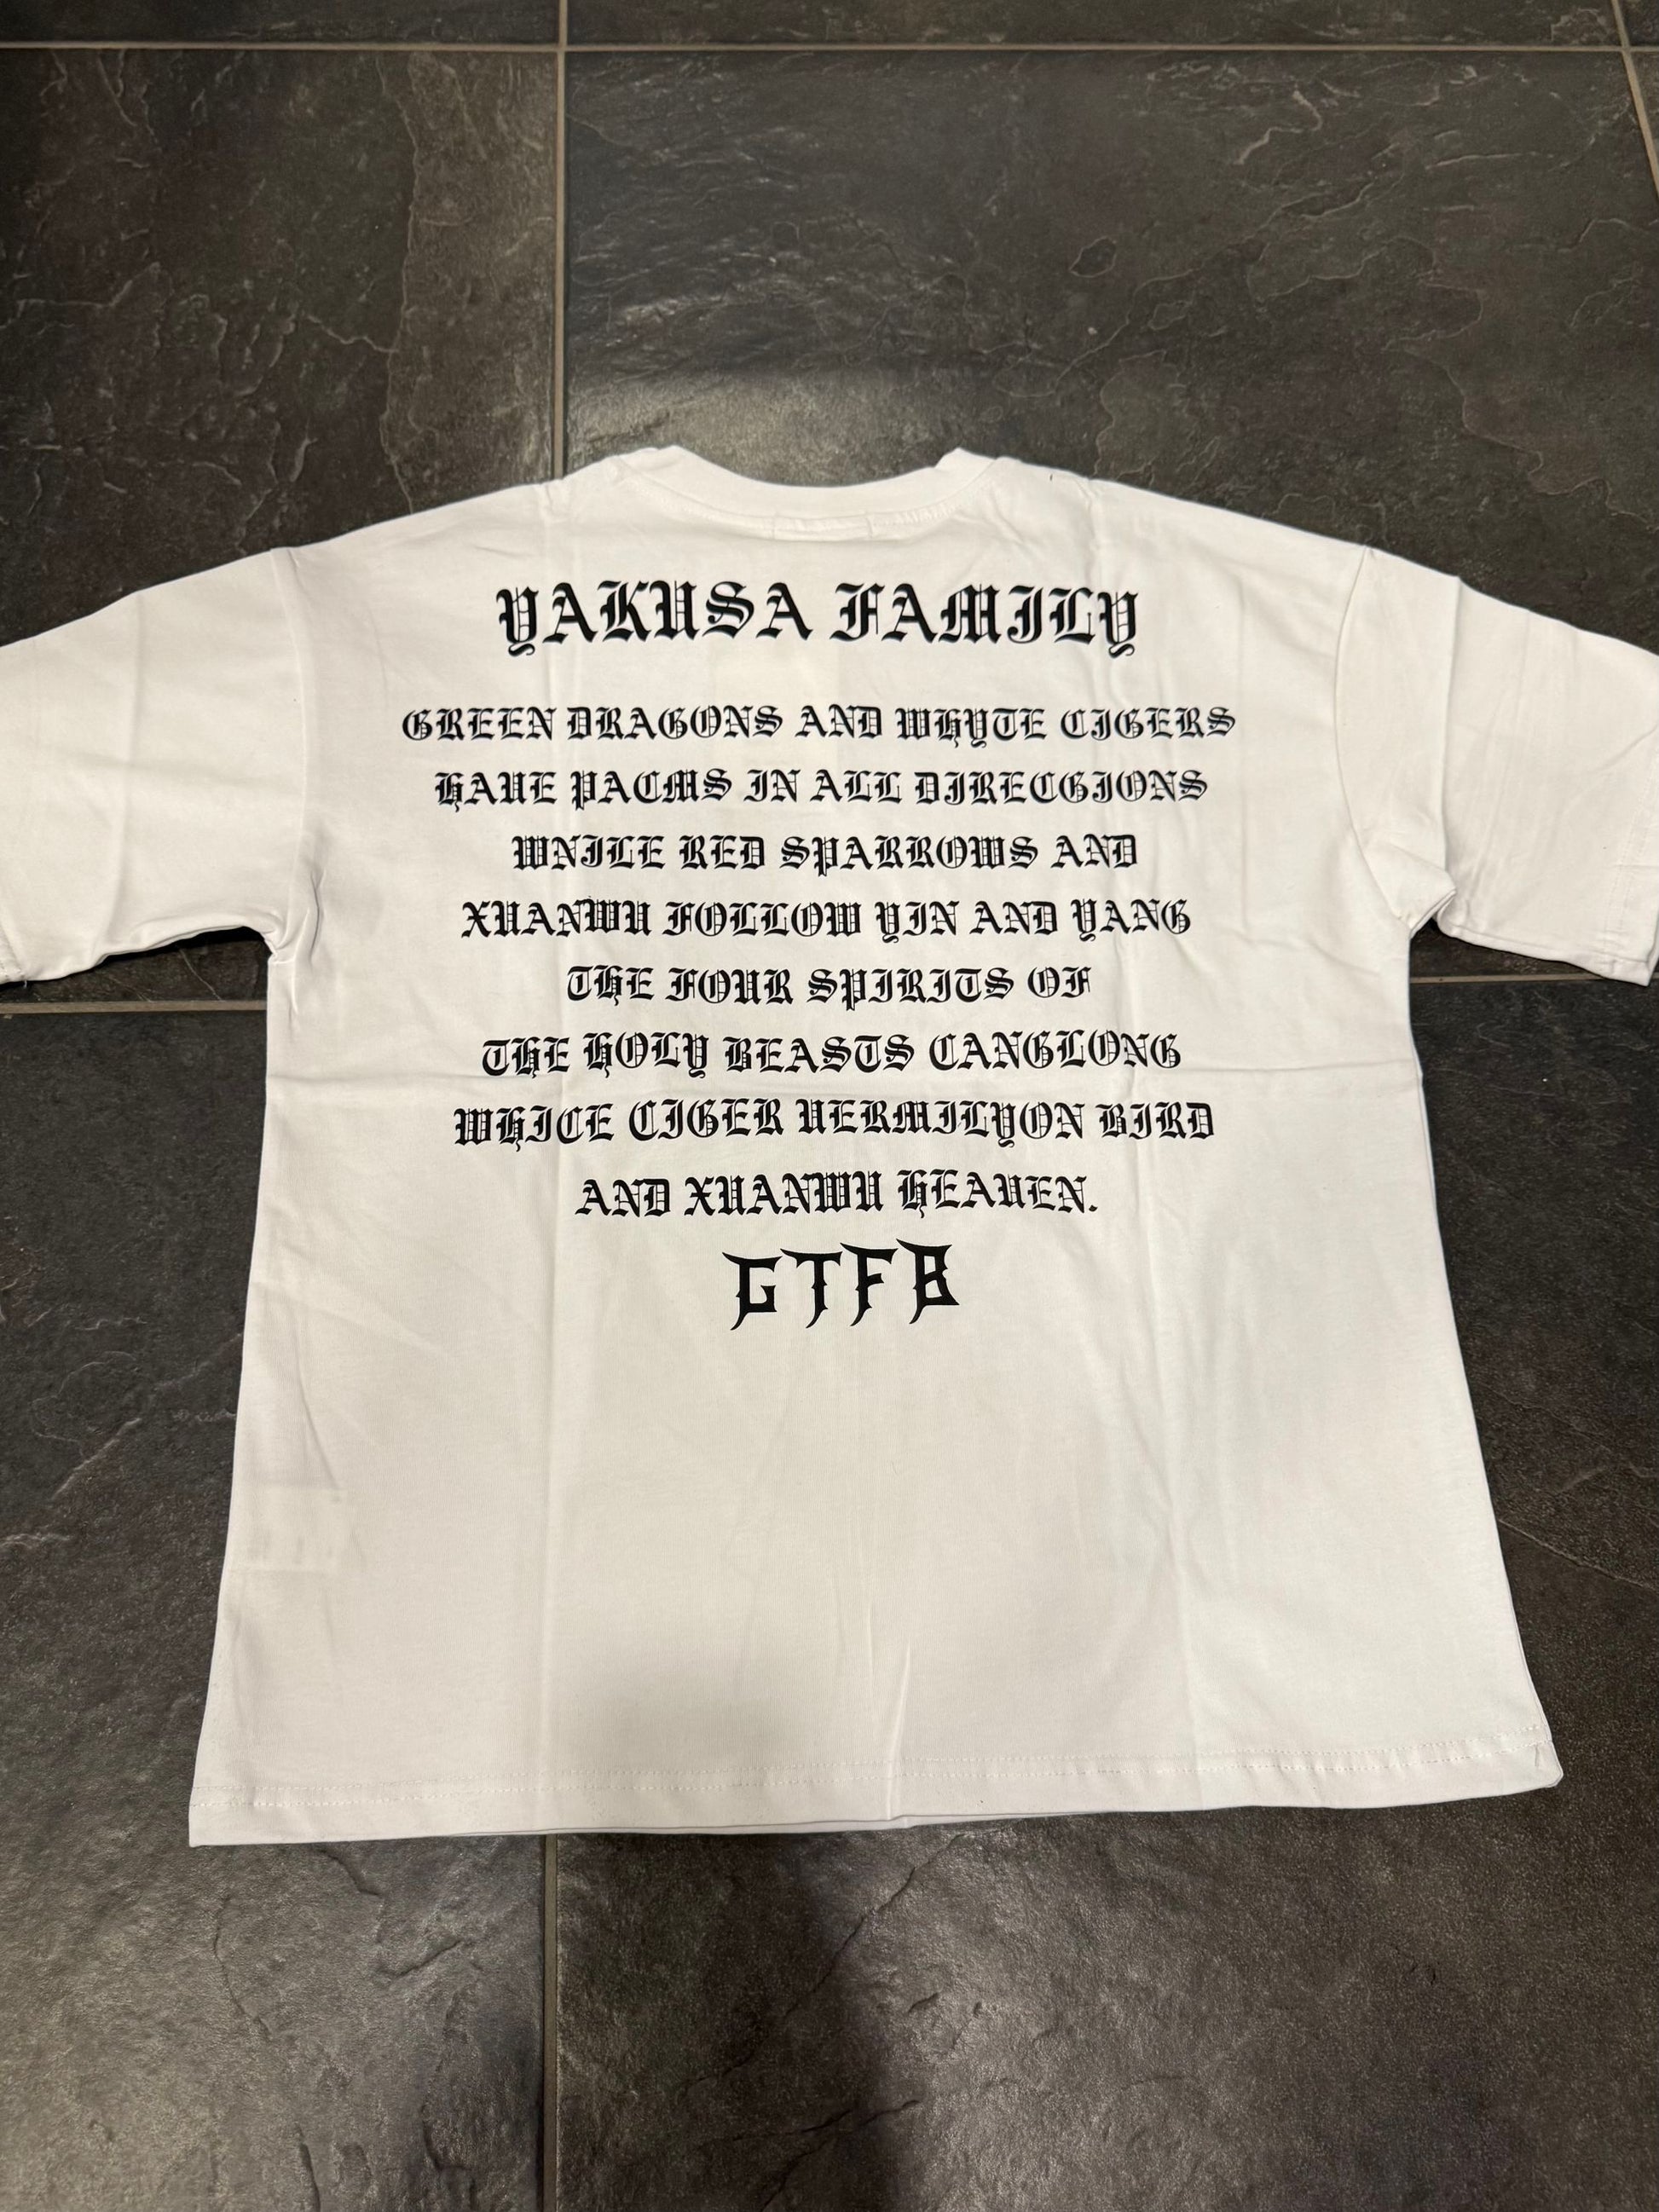 YAKUSA FAMILY
GREEN DRAGONS AND WHYTE CIGERS
HAUE PACMS IN ALL DIRECGIONS
WNILE RED SPARROWS AND
XUANWU FOLLOW YIN AND YANG
THE FOUR SPIRITS OF
THE HOLY BEASTS CANGLONG
WHICE CIGER UERMILYON BIRD
AND XUANWU HEAUEN.
GTFB